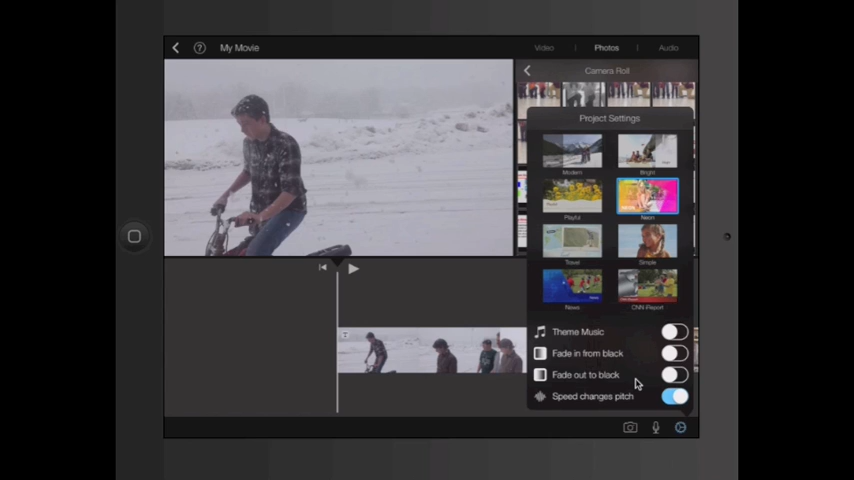 My Movie
Video
Photos
Audio
Camera Roll
Project Settings
Modern
Bright
Playful
Neon
Travel
Simple
News
CNN iReport
Theme Music
Fade in from black
Fade out to black
Speed changes pitch